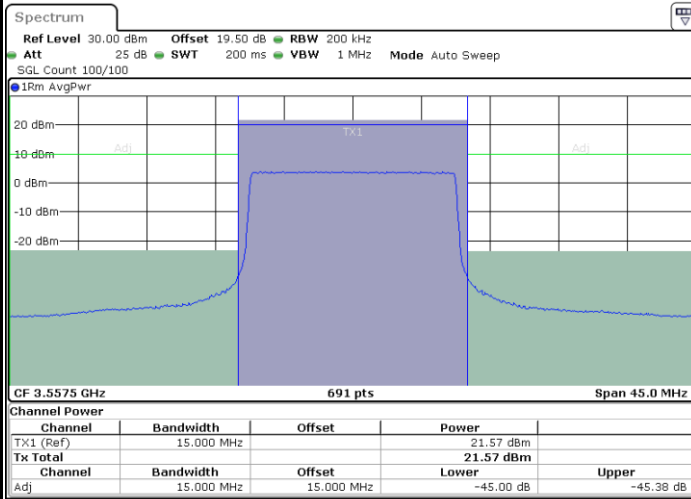 Spectrum
Ref Level 30.00 dBm Offset 19.50 dB RBW 200 kHz
Att 25 dB SWT 200 ms VBW 1 MHz Mode Auto Sweep
SGL Count 100/100
1Rm AvgPwr
20 dBm
TX1
Adj
Adj
10 dBm
0 dBm
-10 dBm
-20 dBm
CF 3.5575 GHz 691 pts Span 45.0 MHz
Channel Power
Channel Bandwidth Offset Power
TX1 (Ref) 15.000 MHz 21.57 dBm
Tx Total 21.57 dBm
Channel Bandwidth Offset Lower Upper
Adj 15.000 MHz 15.000 MHz -45.00 dB -45.38 dB